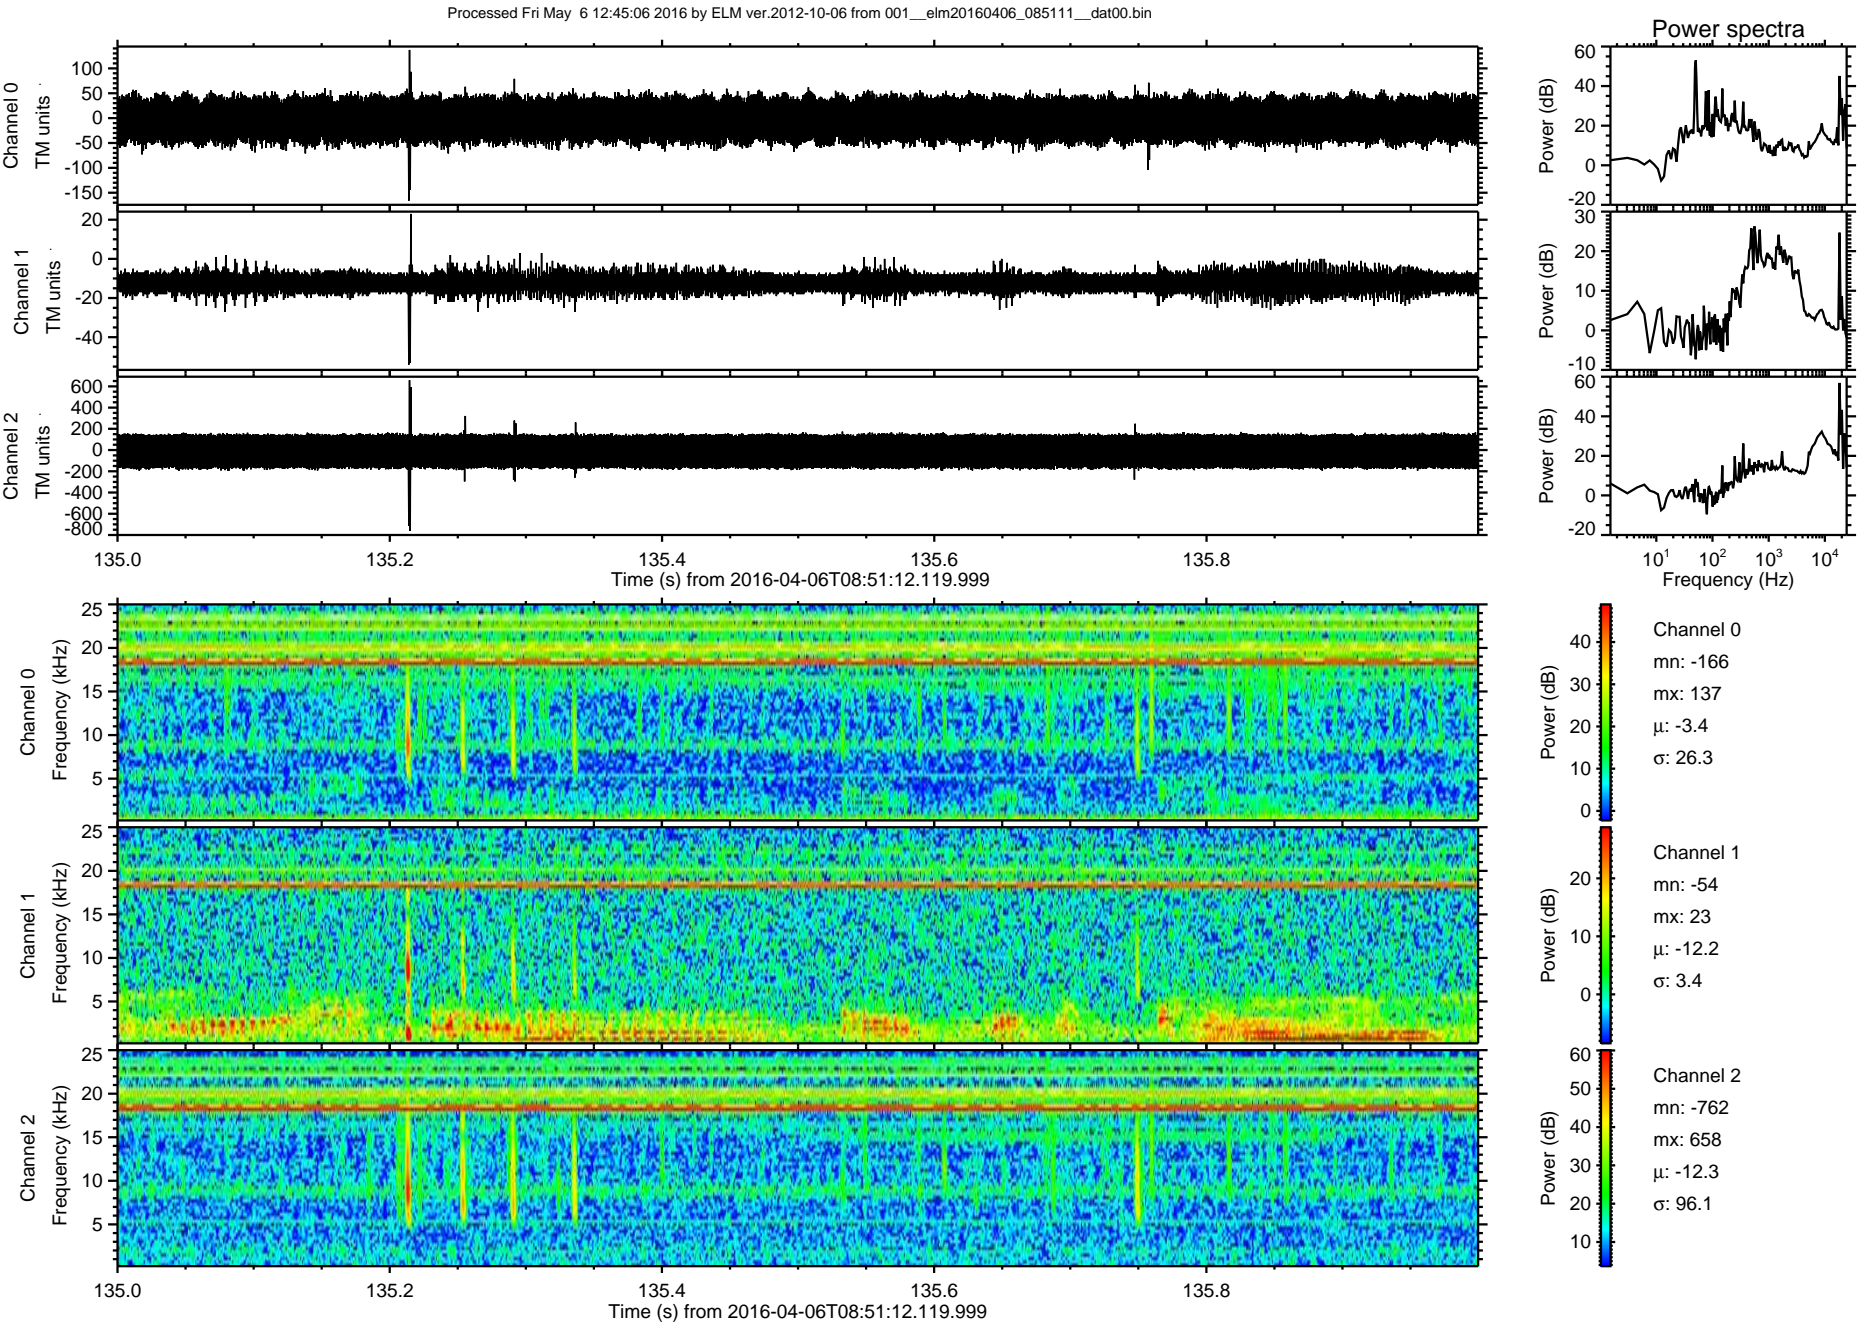 Processed Fri May  6 12:45:06 2016 by ELM ver.2012-10-06 from 001__elm20160406_085111__dat00.bin
Power spectra
Channel 0
TM units
100
50
0
-50
-100
-150
Power (dB)
60
40
20
0
-20
Channel 1
TM units
20
0
-20
-40
Power (dB)
30
20
10
0
-10
Channel 2
TM units
600
400
200
0
-200
-400
-600
-800
Power (dB)
60
40
20
0
-20
135.0 135.2 135.4 135.6 135.8
Time (s) from 2016-04-06T08:51:12.119.999
10¹ 10² 10³ 10⁴
Frequency (Hz)
Channel 0
Frequency (kHz)
25
20
15
10
5
Power (dB)
40
30
20
10
0
Channel 0
mn: -166
mx: 137
μ: -3.4
σ: 26.3
Channel 1
Frequency (kHz)
25
20
15
10
5
Power (dB)
20
10
0
Channel 1
mn: -54
mx: 23
μ: -12.2
σ: 3.4
Channel 2
Frequency (kHz)
25
20
15
10
5
Power (dB)
60
50
40
30
20
10
Channel 2
mn: -762
mx: 658
μ: -12.3
σ: 96.1
135.0 135.2 135.4 135.6 135.8
Time (s) from 2016-04-06T08:51:12.119.999